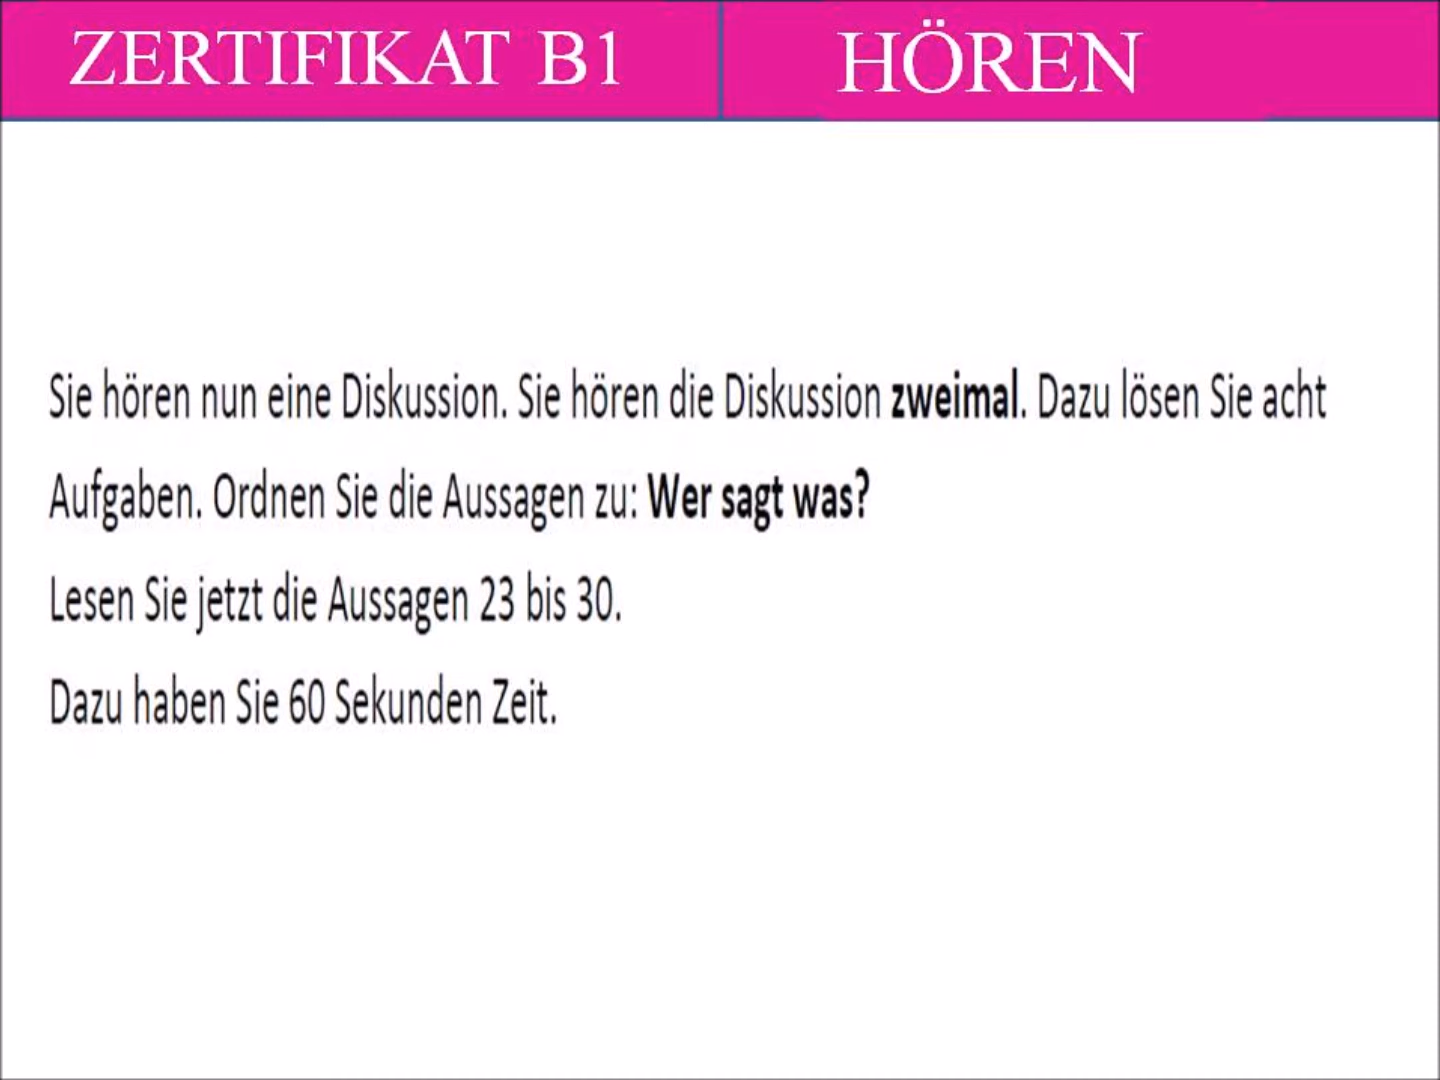 ZERTIFIKAT B1
HÖREN
Sie hören nun eine Diskussion. Sie hören die Diskussion zweimal. Dazu lösen Sie acht
Aufgaben. Ordnen Sie die Aussagen zu: Wer sagt was?
Lesen Sie jetzt die Aussagen 23 bis 30.
Dazu haben Sie 60 Sekunden Zeit.